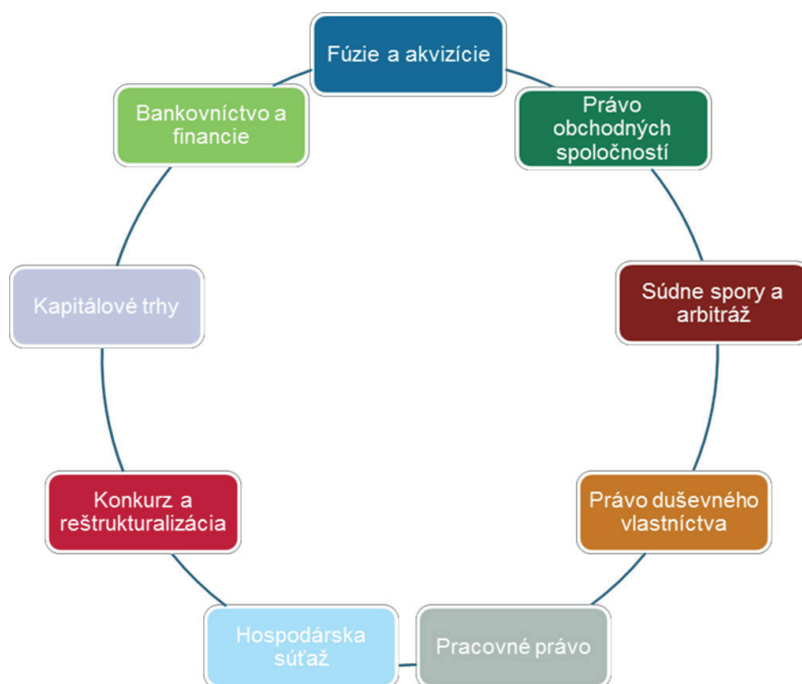 Fúzie a akvizície
Právo
obchodných
spoločností
Súdne spory a
arbitráž
Právo duševného
vlastníctva
Pracovné právo
Hospodárska
súťaž
Konkurz a
reštrukturalizácia
Kapitálové trhy
Bankovníctvo a
financie